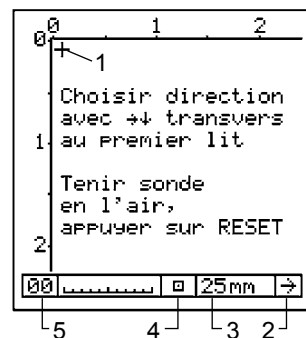 0 1 2
0
1
Choisir direction
avec →↓ transvers
1
au premier lit
Tenir sonde
en l'air,
appuyer sur RESET
2
00 25mm →
5 4 3 2